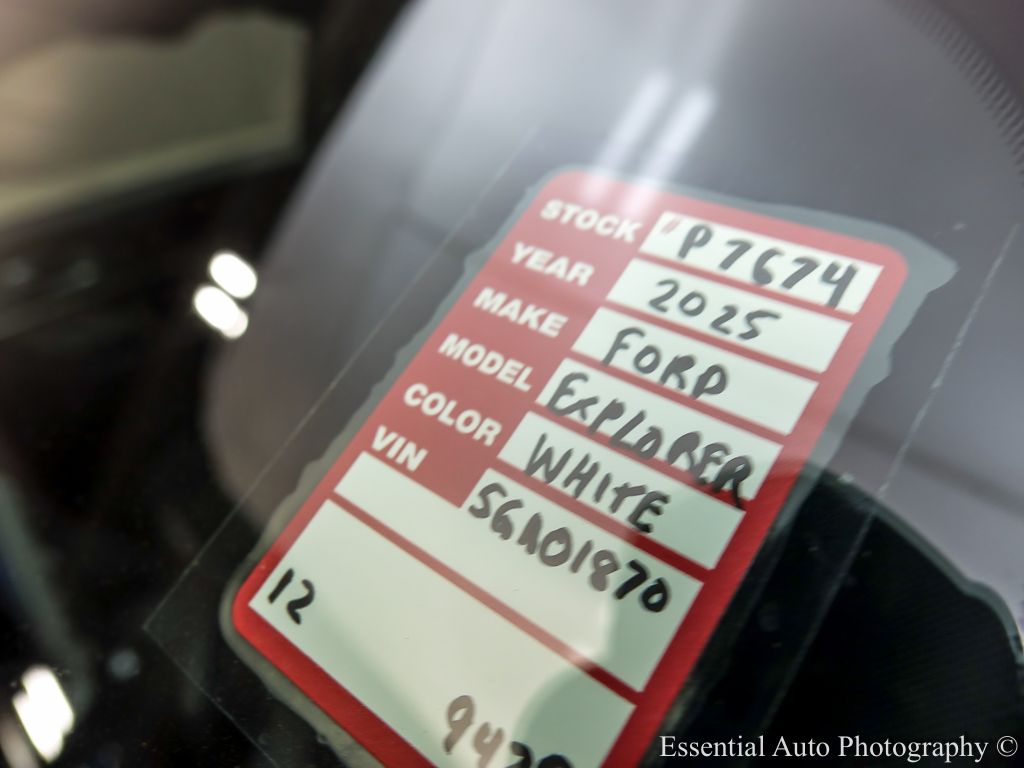 STOCK # P7674
YEAR 2025
MAKE FORD
MODEL EXPLORER
COLOR WHITE
VIN SGA01870
12
Essential Auto Photography ©